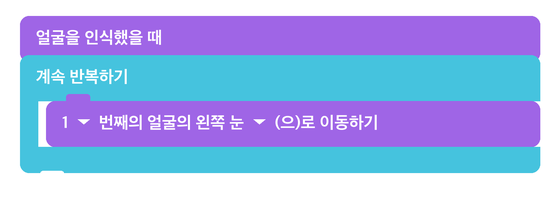 얼굴을 인식했을 때
계속 반복하기
1 번째의 얼굴의 왼쪽 눈 (으)로 이동하기